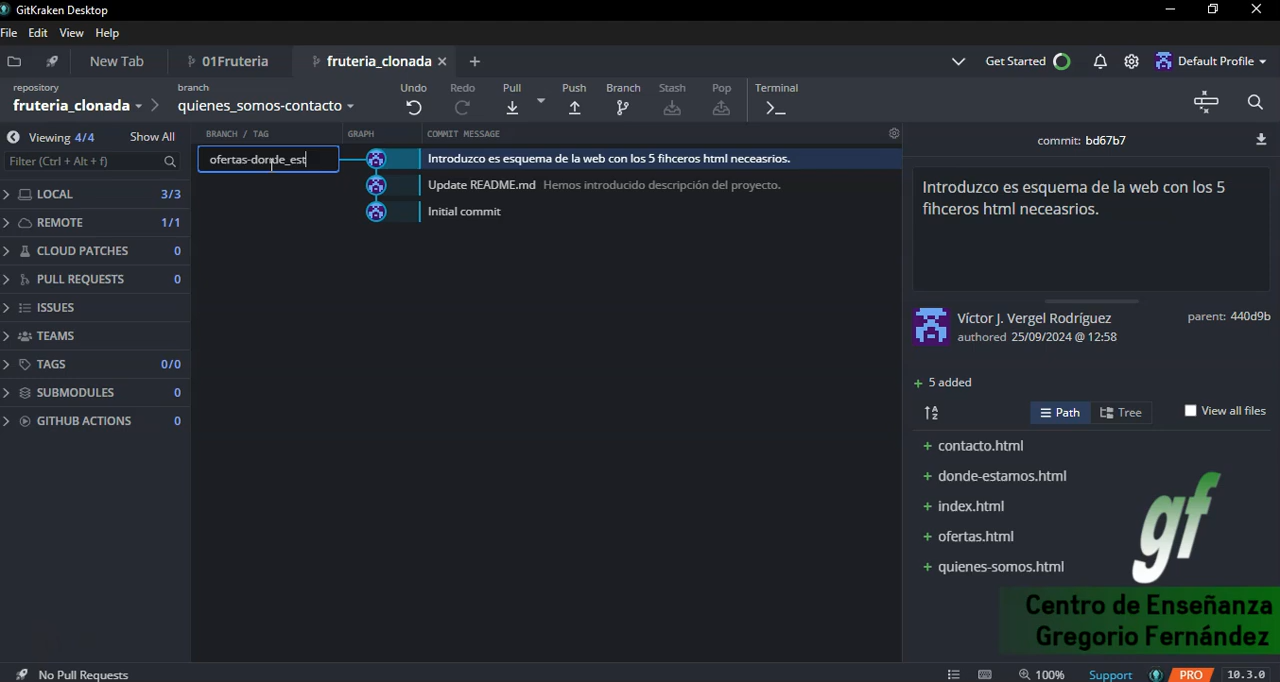 GitKraken Desktop
File Edit View Help
New Tab 01Fruteria fruteria_clonada Get Started Default Profile
repository branch Undo Redo Pull Push Branch Stash Pop Terminal
fruteria_clonada quienes_somos-contacto
Viewing 4/4 Show All BRANCH / TAG GRAPH COMMIT MESSAGE commit: bd67b7
Filter (Ctrl + Alt + f) ofertas-donde_est Introduzco es esquema de la web con los 5 fihceros html neceasrios.
LOCAL 3/3 Update README.md Hemos introducido descripción del proyecto.
REMOTE 1/1 Initial commit
CLOUD PATCHES 0
PULL REQUESTS 0
ISSUES
TEAMS
TAGS 0/0
SUBMODULES 0
GITHUB ACTIONS 0
Introduzco es esquema de la web con los 5
fihceros html neceasrios.
Víctor J. Vergel Rodríguez parent: 440d9b
authored 25/09/2024 @ 12:58
+ 5 added
Path Tree View all files
+ contacto.html
+ donde-estamos.html
+ index.html
+ ofertas.html
+ quienes-somos.html
gf
Centro de Enseñanza
Gregorio Fernández
No Pull Requests 100% Support PRO 10.3.0